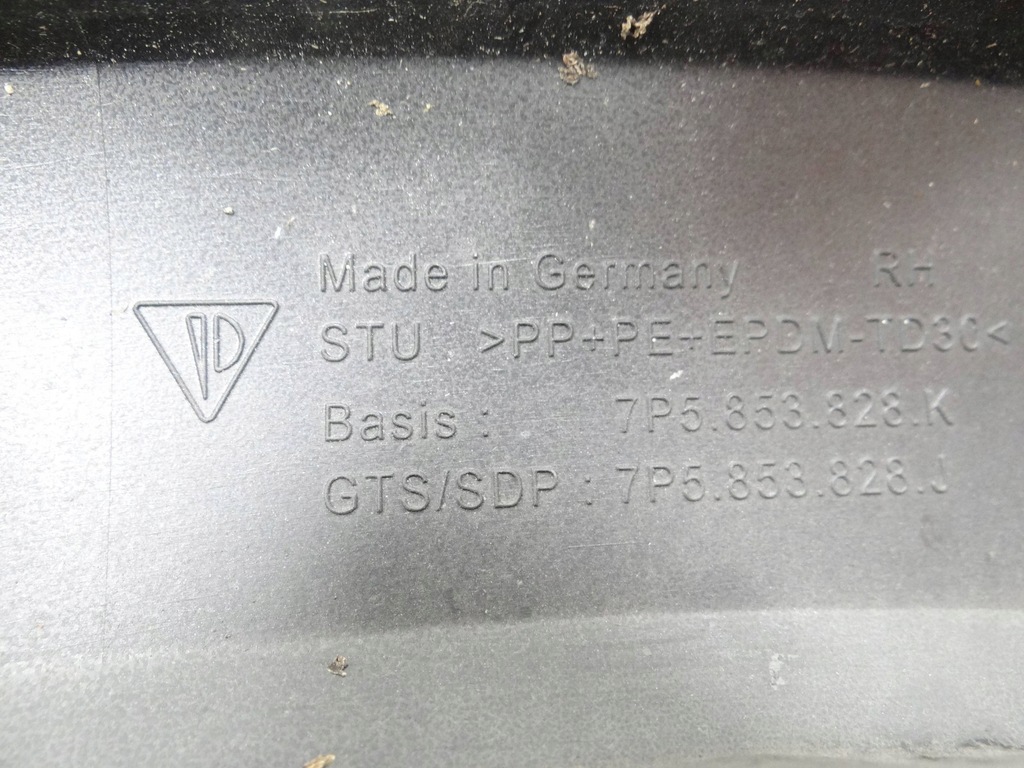 Made in Germany RH
STU >PP+PE+EPDM-TD30<
Basis : 7P5.853.828.K
GTS/SDP : 7P5.853.828.J